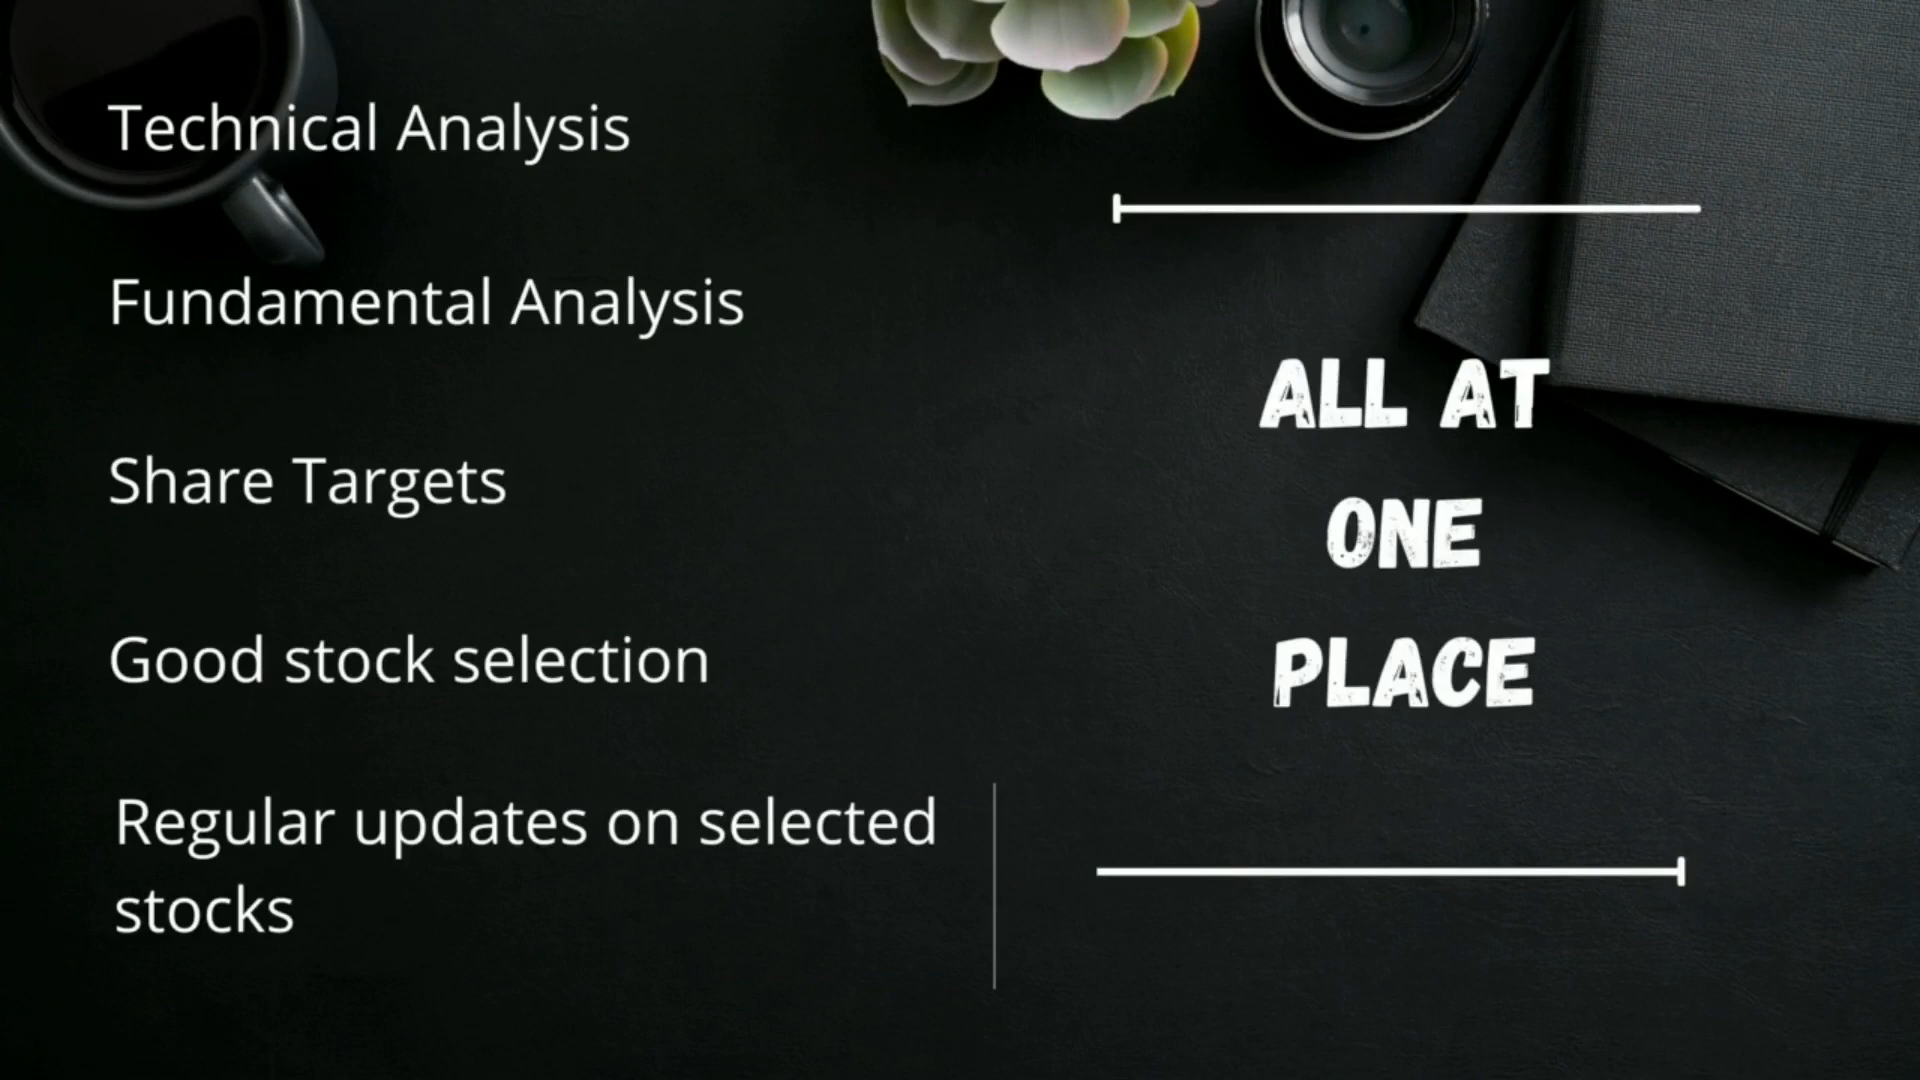 Technical Analysis
Fundamental Analysis
Share Targets
Good stock selection
Regular updates on selected
stocks
ALL AT
ONE
PLACE